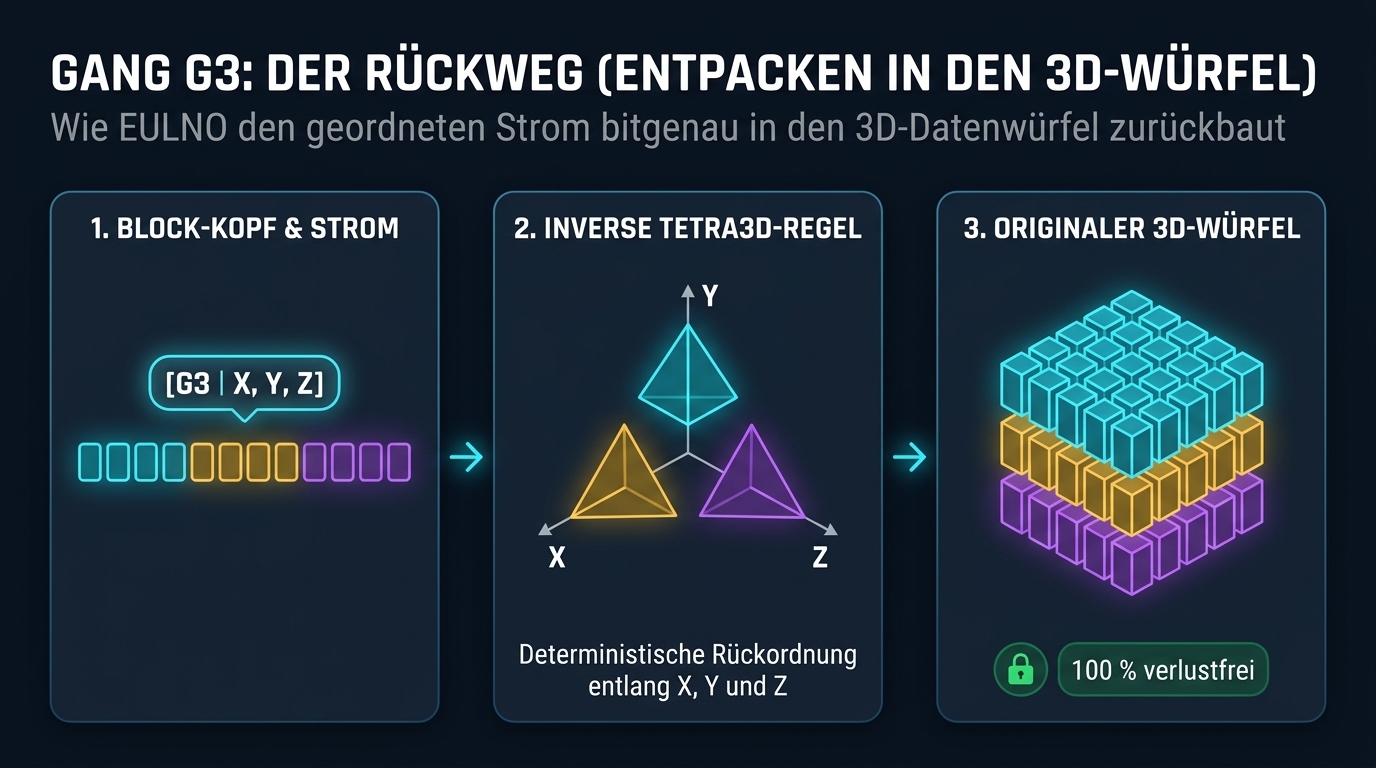 GANG G3: DER RÜCKWEG (ENTPACKEN IN DEN 3D-WÜRFEL)
Wie EULNO den geordneten Strom bitgenau in den 3D-Datenwürfel zurückbaut
1. BLOCK-KOPF & STROM
[G3 | X, Y, Z]
2. INVERSE TETRA3D-REGEL
Y
X
Z
Deterministische Rückordnung
entlang X, Y und Z
3. ORIGINALER 3D-WÜRFEL
100 % verlustfrei